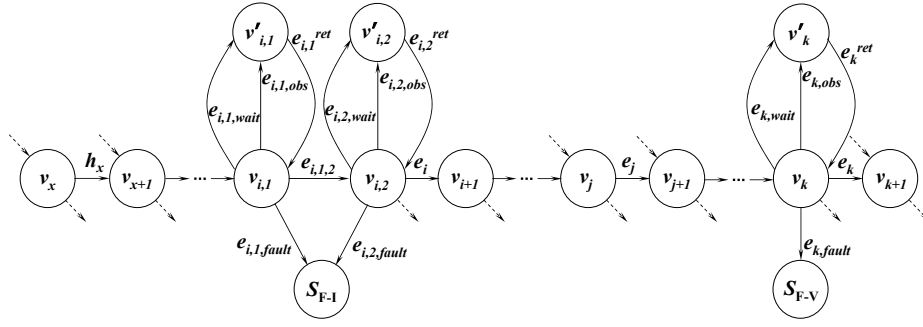 v'i,1 ei,1ret v'i,2 ei,2ret v'k ekret
ei,1,obs ei,2,obs ek,obs
ei,1,wait ei,2,wait ek,wait
hx ei,1,2 ei ej ek
vx vx+1 ... vi,1 vi,2 vi+1 ... vj vj+1 ... vk vk+1
ei,1,fault ei,2,fault ek,fault
SF-I SF-V